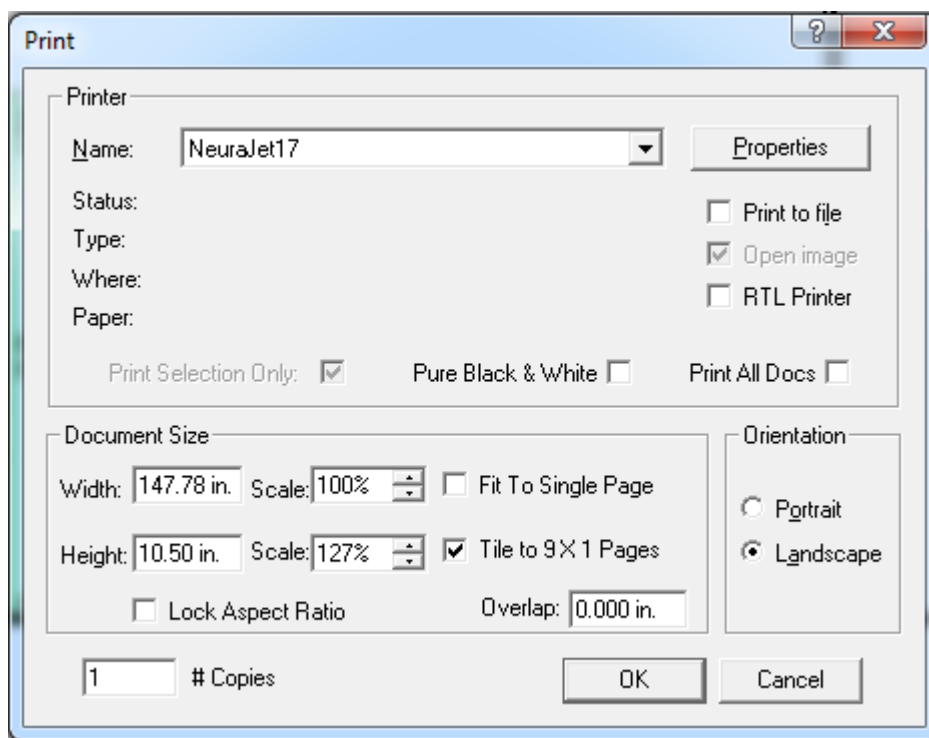 Print
Printer
Name: NeuraJet17 Properties
Status: Print to file
Type: Open image
Where: RTL Printer
Paper:
Print Selection Only: Pure Black & White Print All Docs
Document Size Orientation
Width: 147.78 in. Scale: 100% Fit To Single Page
Portrait
Height: 10.50 in. Scale: 127% Tile to 9 X 1 Pages Landscape
Lock Aspect Ratio Overlap: 0.000 in.
1 # Copies OK Cancel